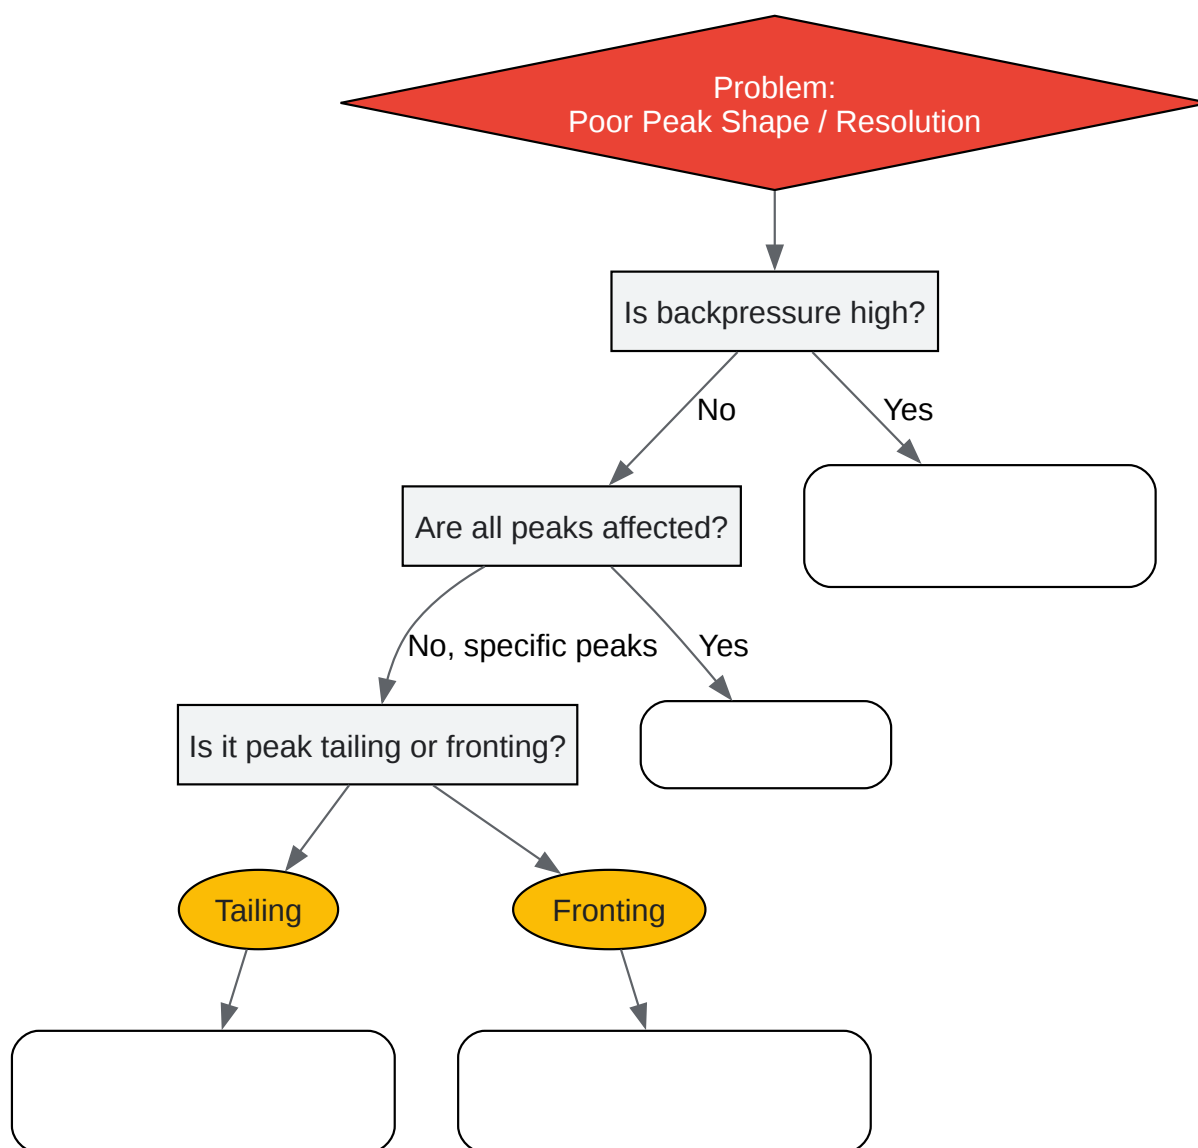 Problem:
Poor Peak Shape / Resolution
Is backpressure high?
No
Yes
Are all peaks affected?
No, specific peaks
Yes
Is it peak tailing or fronting?
Tailing
Fronting